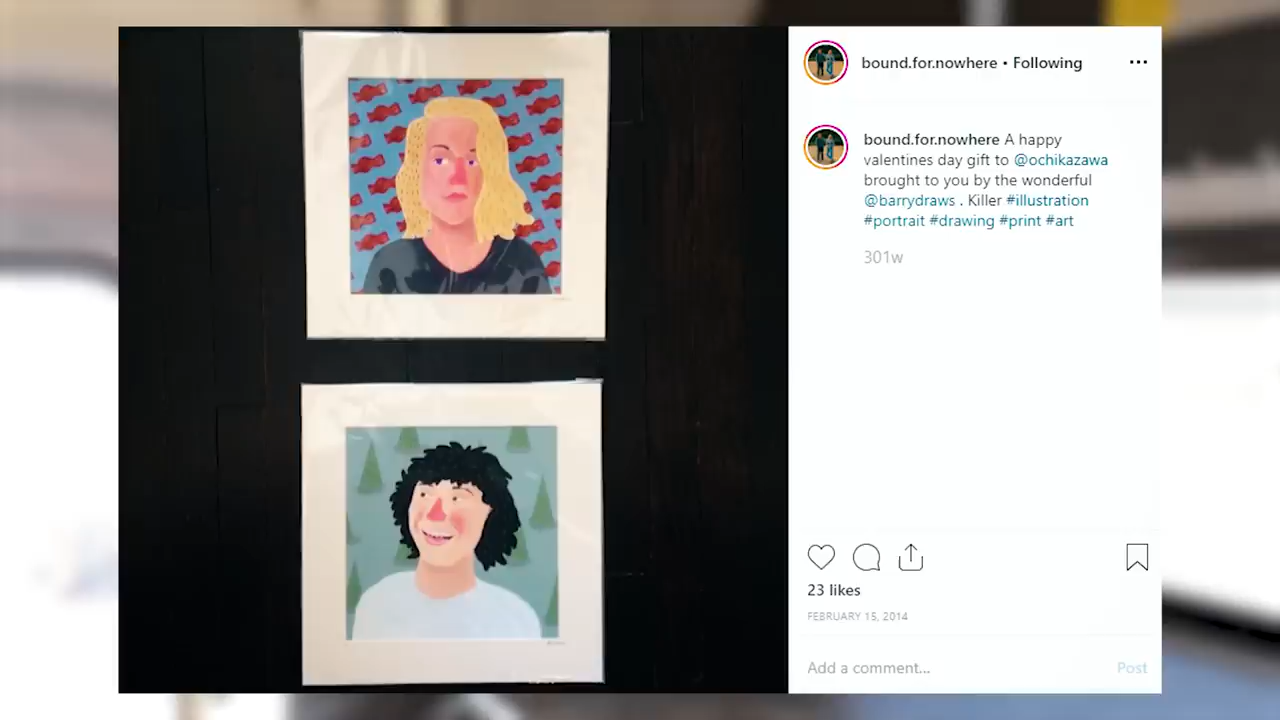 bound.for.nowhere • Following
bound.for.nowhere A happy
valentines day gift to @ochikazawa
brought to you by the wonderful
@barrydraws . Killer #illustration
#portrait #drawing #print #art
301w
23 likes
FEBRUARY 15, 2014
Add a comment...
Post